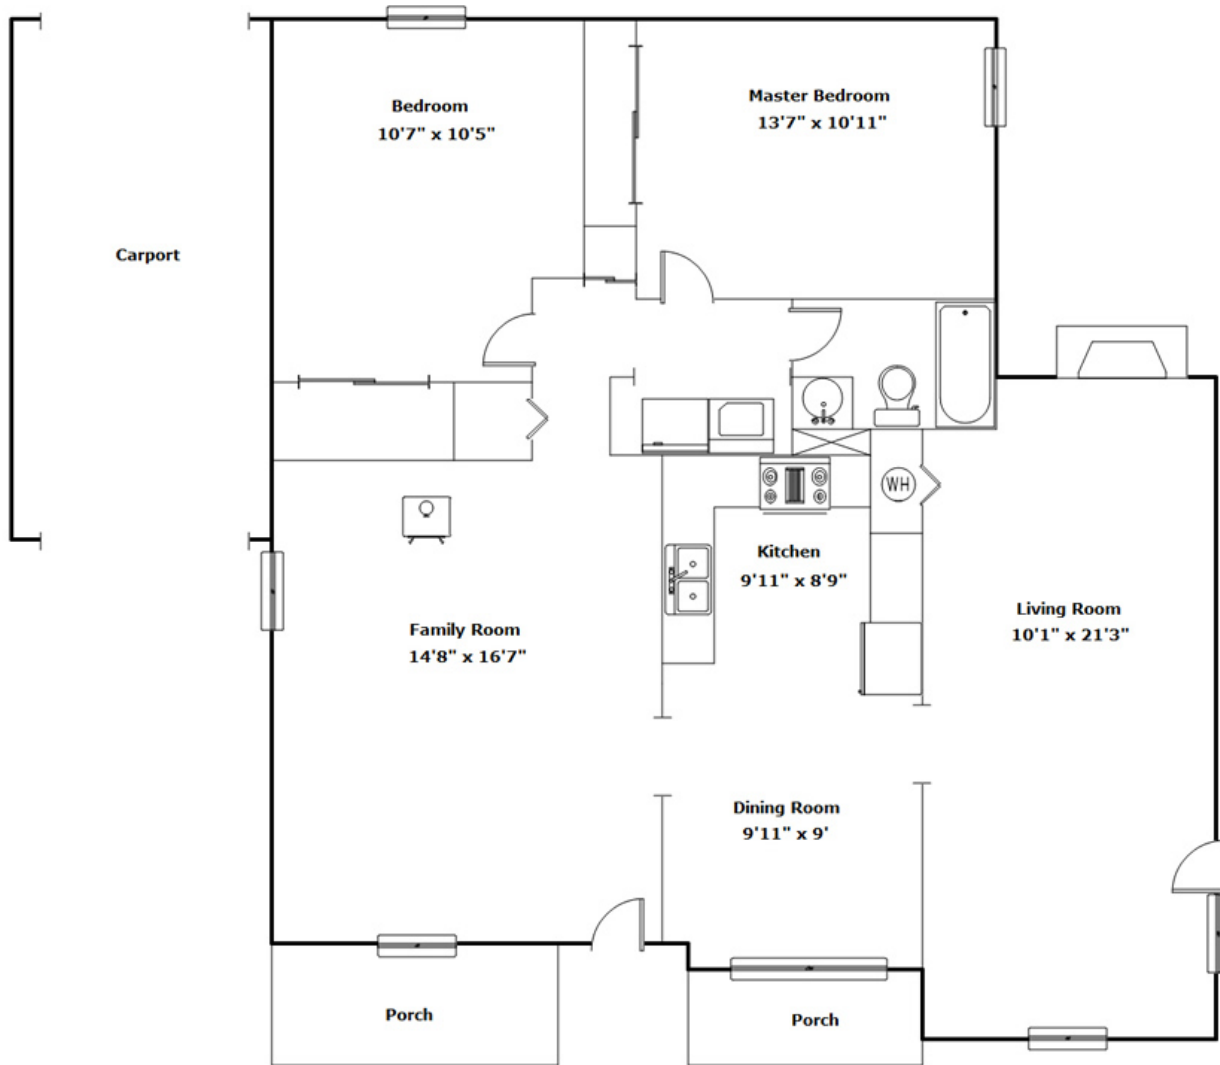 Bedroom
10'7" x 10'5"
Master Bedroom
13'7" x 10'11"
Carport
WH
Kitchen
9'11" x 8'9"
Living Room
10'1" x 21'3"
Family Room
14'8" x 16'7"
Dining Room
9'11" x 9'
Porch
Porch